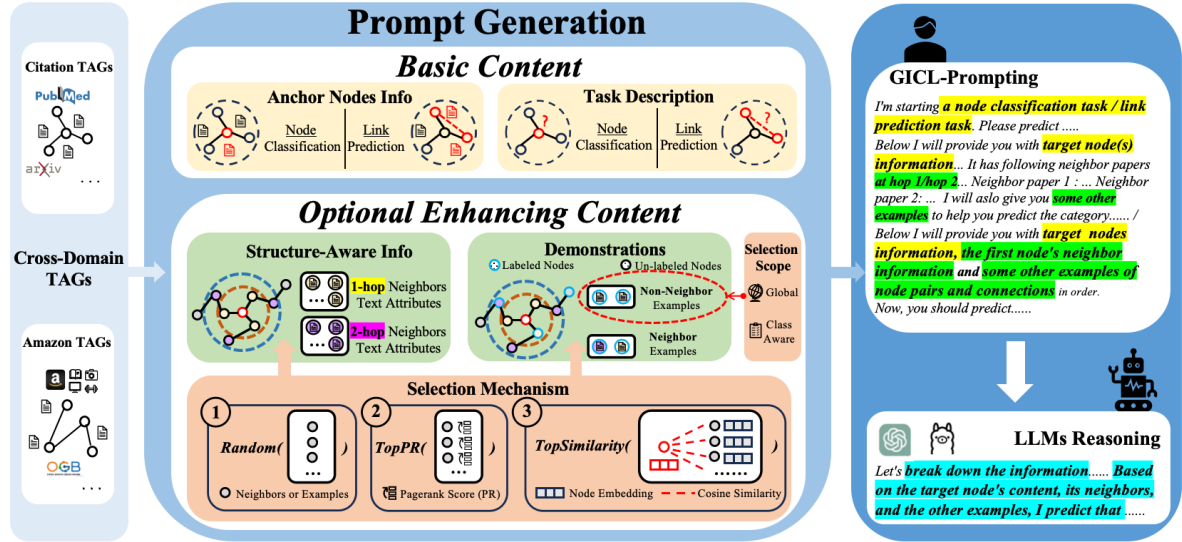 Citation TAGs
PubMed
arXiv
...
Cross-Domain
TAGs
Amazon TAGs
a
OGB
...
Prompt Generation
Basic Content
Anchor Nodes Info
Node
Classification
Link
Prediction
Task Description
?
Node
Classification
Link
Prediction
?
Optional Enhancing Content
Structure-Aware Info
1-hop Neighbors
Text Attributes
...
2-hop Neighbors
Text Attributes
...
Demonstrations
Labeled Nodes
Un-labeled Nodes
Non-Neighbor
Examples
Neighbor
Examples
Selection
Scope
Global
Class
Aware
Selection Mechanism
1
Random(
...
)
Neighbors or Examples
2
TopPR(
...
)
Pagerank Score (PR)
3
TopSimilarity(
......
)
Node Embedding
Cosine Similarity
GICL-Prompting
I'm starting a node classification task / link
prediction task. Please predict .....
Below I will provide you with target node(s)
information... It has following neighbor papers
at hop 1/hop 2... Neighbor paper 1 : ... Neighbor
paper 2: ... I will aslo give you some other
examples to help you predict the category...... /
Below I will provide you with target nodes
information, the first node's neighbor
information and some other examples of
node pairs and connections in order.
Now, you should predict......
LLMs Reasoning
Let's break down the information...... Based
on the target node's content, its neighbors,
and the other examples, I predict that ......